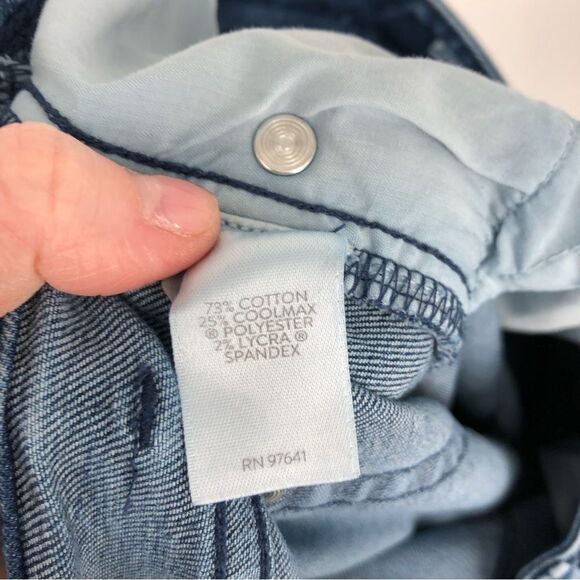 73% COTTON
25% COOLMAX
® POLYESTER
2% LYCRA ®
SPANDEX
RN 97641